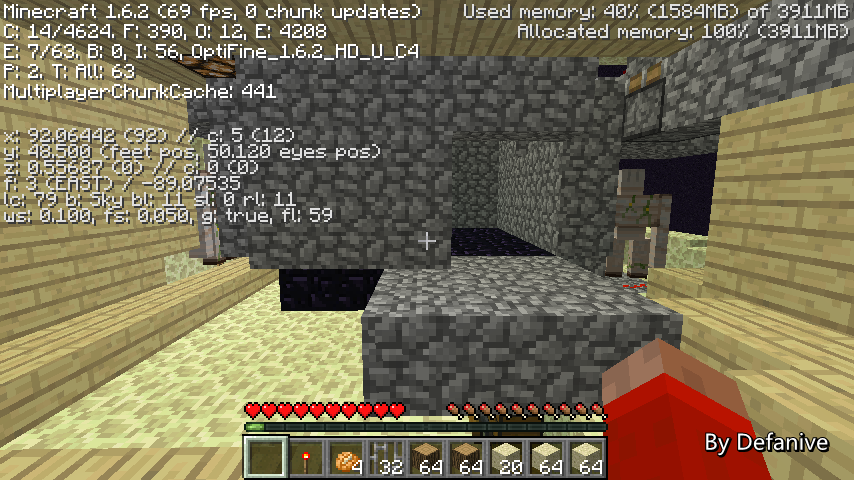 Minecraft 1.6.2 (69 fps, 0 chunk updates)
Used memory: 40% (1584MB) of 3911MB
C: 14/4624, F: 390, O: 12, E: 4208
Allocated memory: 100% (3911MB)
E: 7/63, B: 0, I: 56, OptiFine_1.6.2_HD_U_C4
P: 2, T: All: 63
MultiplayerChunkCache: 441
x: 92.06442 (92) // c: 5 (12)
y: 48.500 (feet pos, 50.120 eyes pos)
z: 0.55687 (0) // c: 0 (0)
f: 3 (EAST) / -89.07535
lc: 79 b: Sky bl: 11 sl: 0 rl: 11
ws: 0.100, fs: 0.050, g: true, fl: 59
By Defanive
4 32 64 64 20 64 64